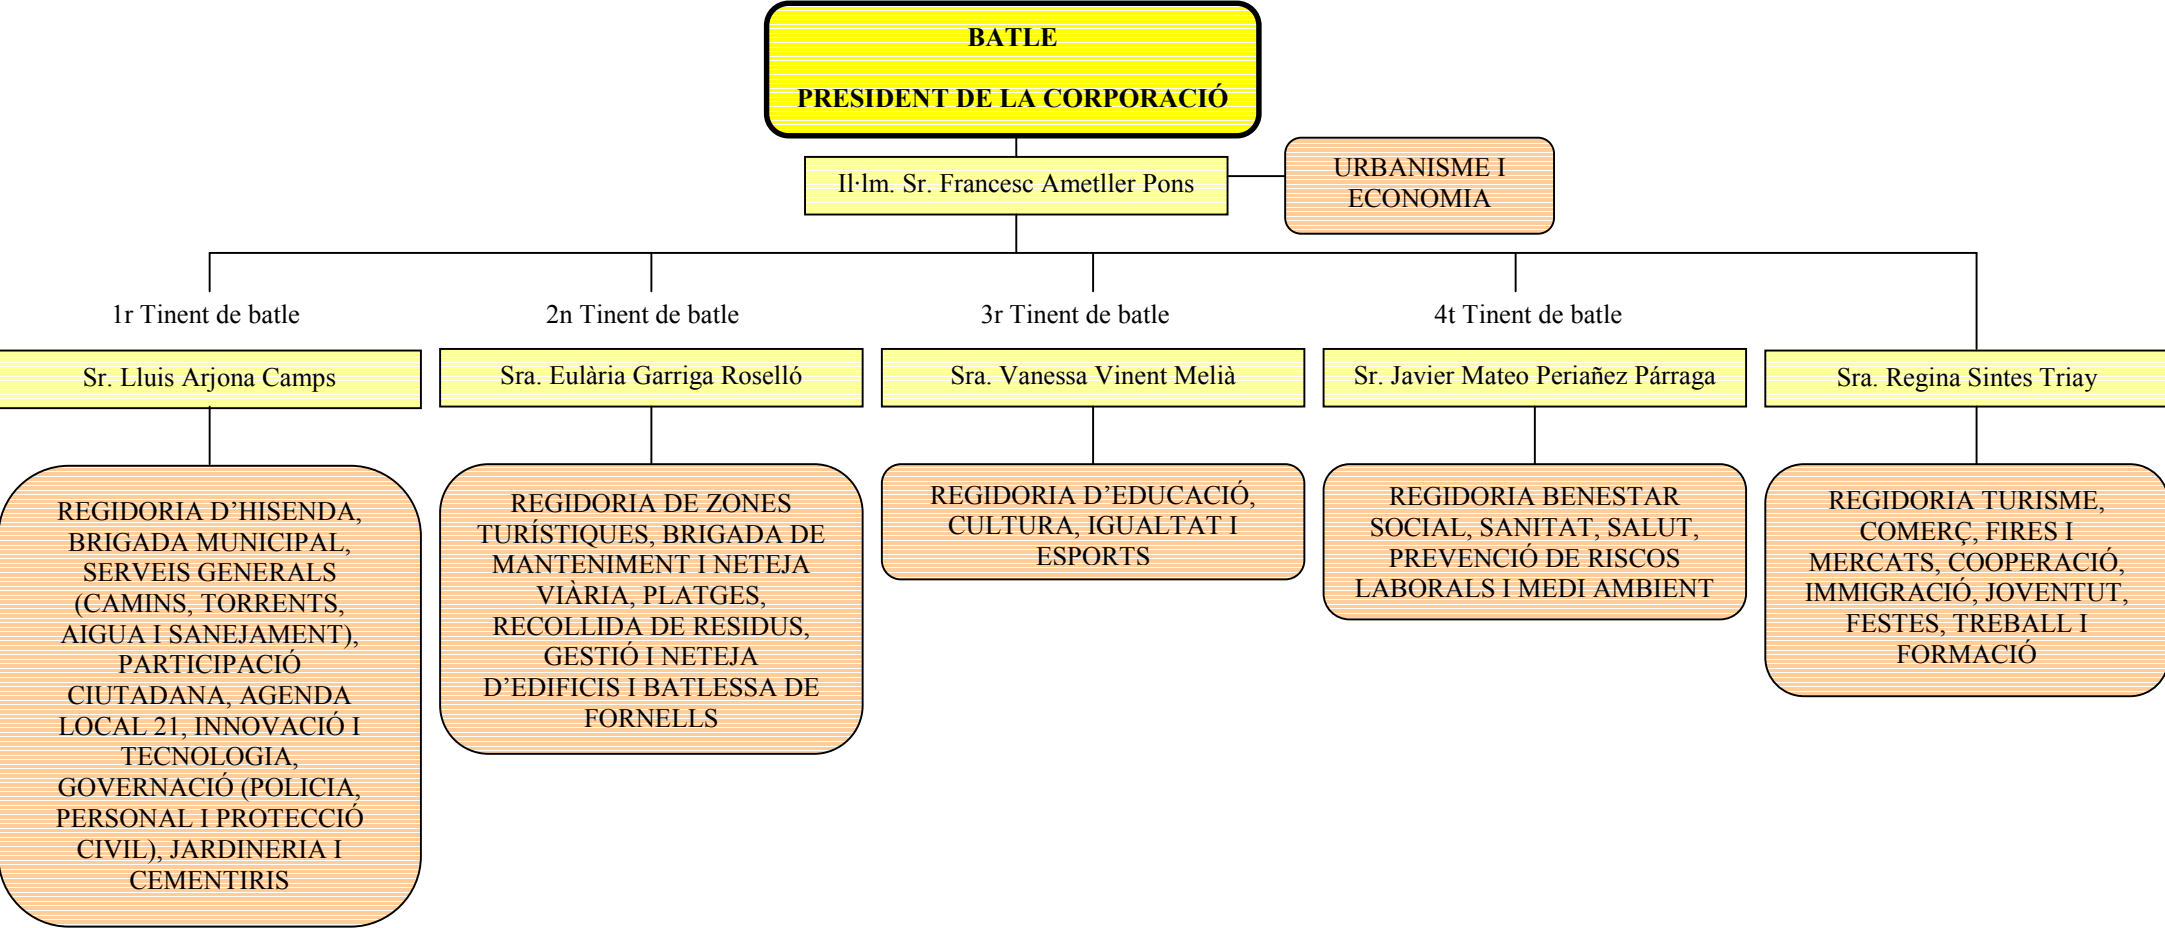 BATLE
PRESIDENT DE LA CORPORACIÓ
Il·lm. Sr. Francesc Ametller Pons
URBANISME I
ECONOMIA
1r Tinent de batle
2n Tinent de batle
3r Tinent de batle
4t Tinent de batle
Sr. Lluis Arjona Camps
Sra. Eulària Garriga Roselló
Sra. Vanessa Vinent Melià
Sr. Javier Mateo Periañez Párraga
Sra. Regina Sintes Triay
REGIDORIA D’HISENDA,
BRIGADA MUNICIPAL,
SERVEIS GENERALS
(CAMINS, TORRENTS,
AIGUA I SANEJAMENT),
PARTICIPACIÓ
CIUTADANA, AGENDA
LOCAL 21, INNOVACIÓ I
TECNOLOGIA,
GOVERNACIÓ (POLICIA,
PERSONAL I PROTECCIÓ
CIVIL), JARDINERIA I
CEMENTIRIS
REGIDORIA DE ZONES
TURÍSTIQUES, BRIGADA DE
MANTENIMENT I NETEJA
VIÀRIA, PLATGES,
RECOLLIDA DE RESIDUS,
GESTIÓ I NETEJA
D’EDIFICIS I BATLESSA DE
FORNELLS
REGIDORIA D’EDUCACIÓ,
CULTURA, IGUALTAT I
ESPORTS
REGIDORIA BENESTAR
SOCIAL, SANITAT, SALUT,
PREVENCIÓ DE RISCOS
LABORALS I MEDI AMBIENT
REGIDORIA TURISME,
COMERÇ, FIRES I
MERCATS, COOPERACIÓ,
IMMIGRACIÓ, JOVENTUT,
FESTES, TREBALL I
FORMACIÓ